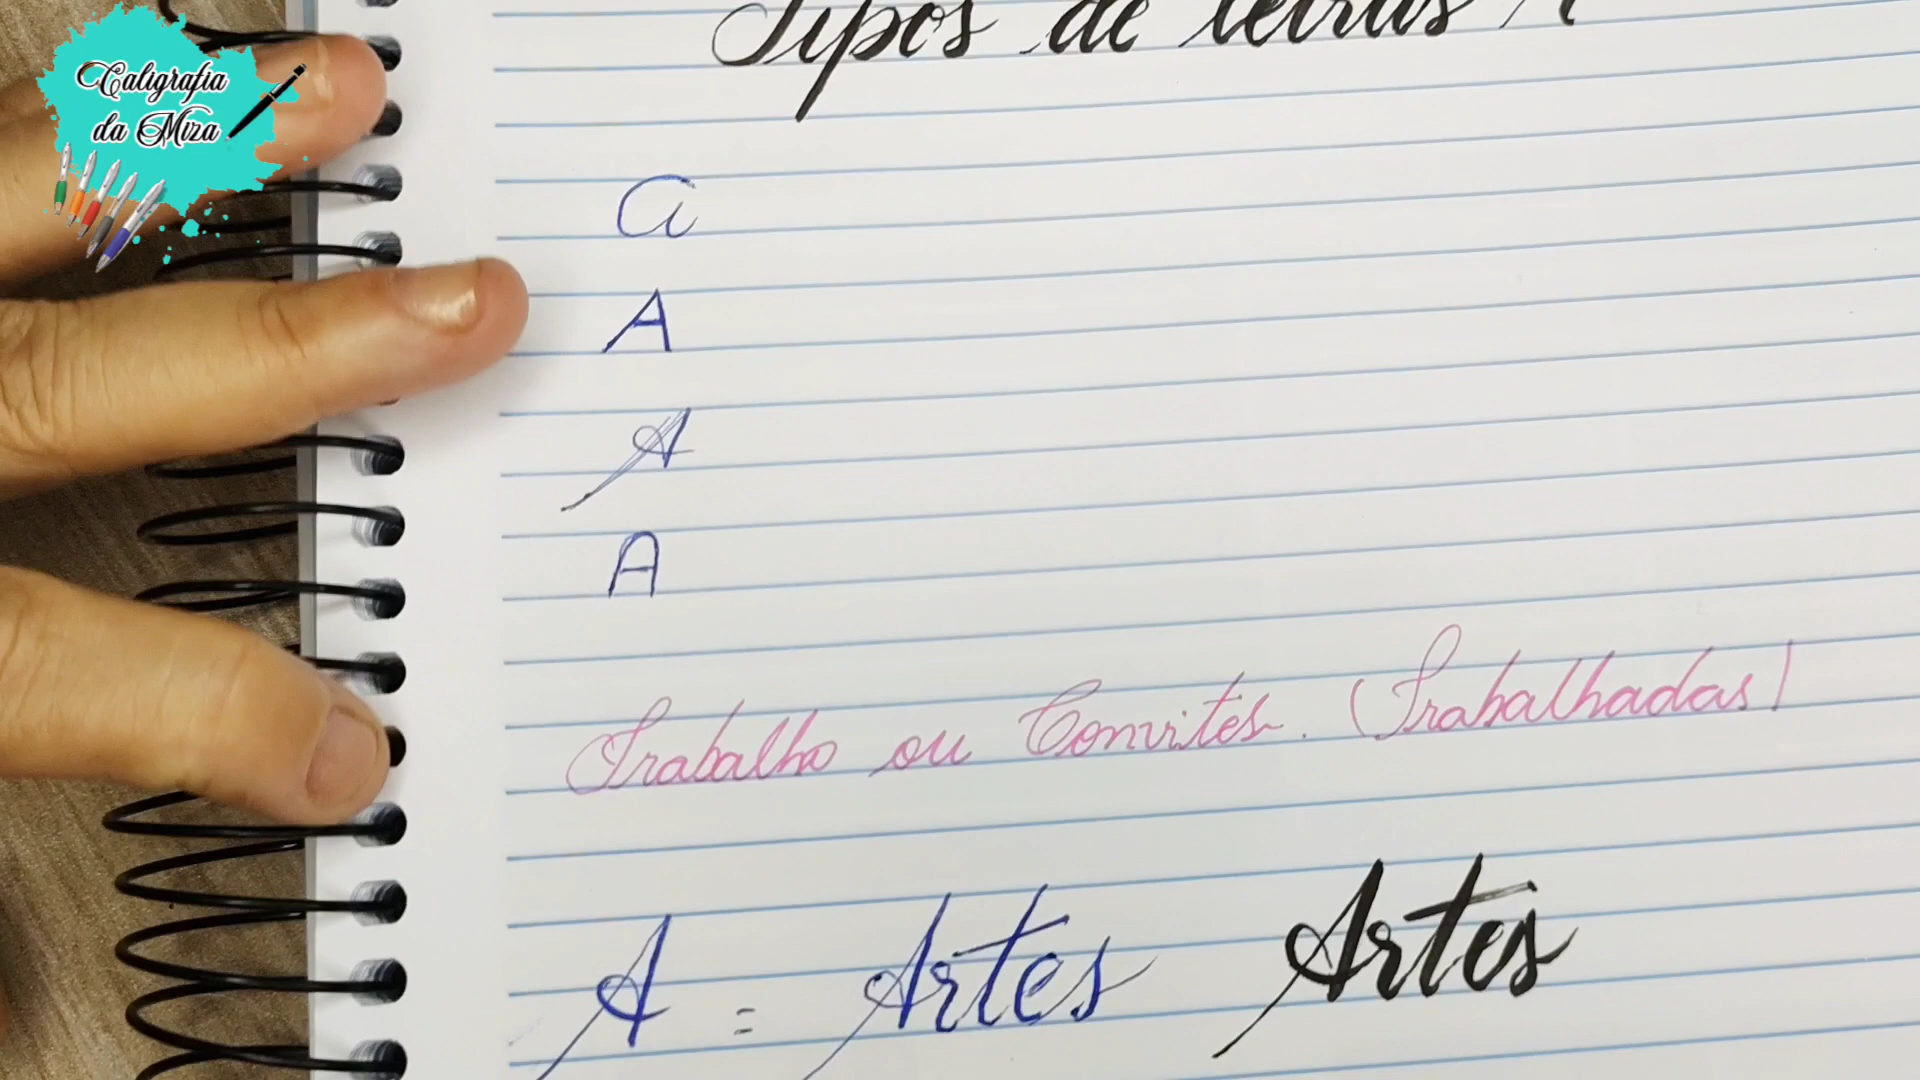 Caligrafia
da Miza
Tipos de letras A
A
A
A
A
Trabalho ou Convites. (Trabalhadas)
A = Artes Artes